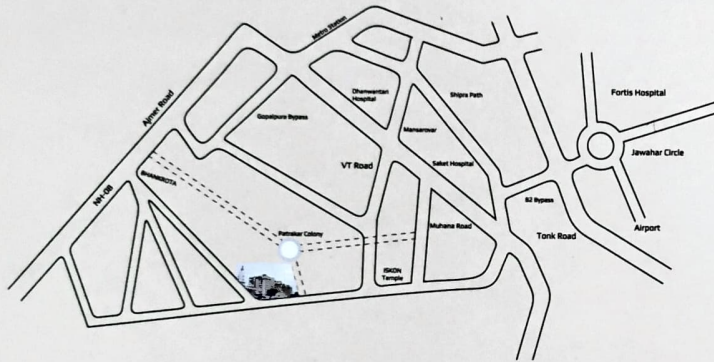 Metro Station
Ajmer Road
Dhanwantari
Hospital
Shipra Path
Fortis Hospital
Gopalpura Bypass
Mansarovar
Jawahar Circle
VT Road
Saket Hospital
BHANKROTA
NH-08
B2 Bypass
Muhana Road
Airport
Patrakar Colony
Tonk Road
ISKON
Temple